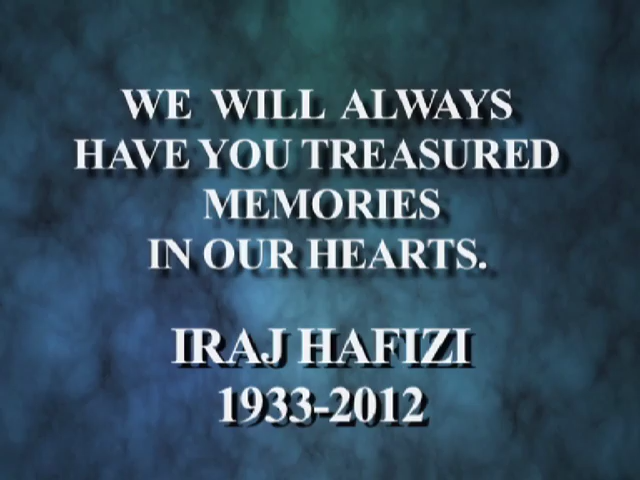 WE WILL ALWAYS
HAVE YOU TREASURED
MEMORIES
IN OUR HEARTS.
IRAJ HAFIZI
1933-2012